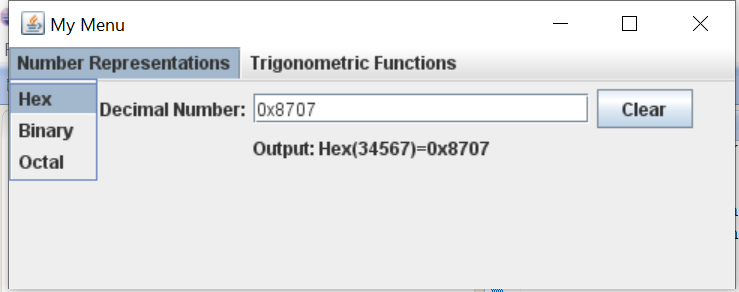 My Menu
Number Representations Trigonometric Functions
Hex
Binary
Octal
Decimal Number: 0x8707 Clear
Output: Hex(34567)=0x8707